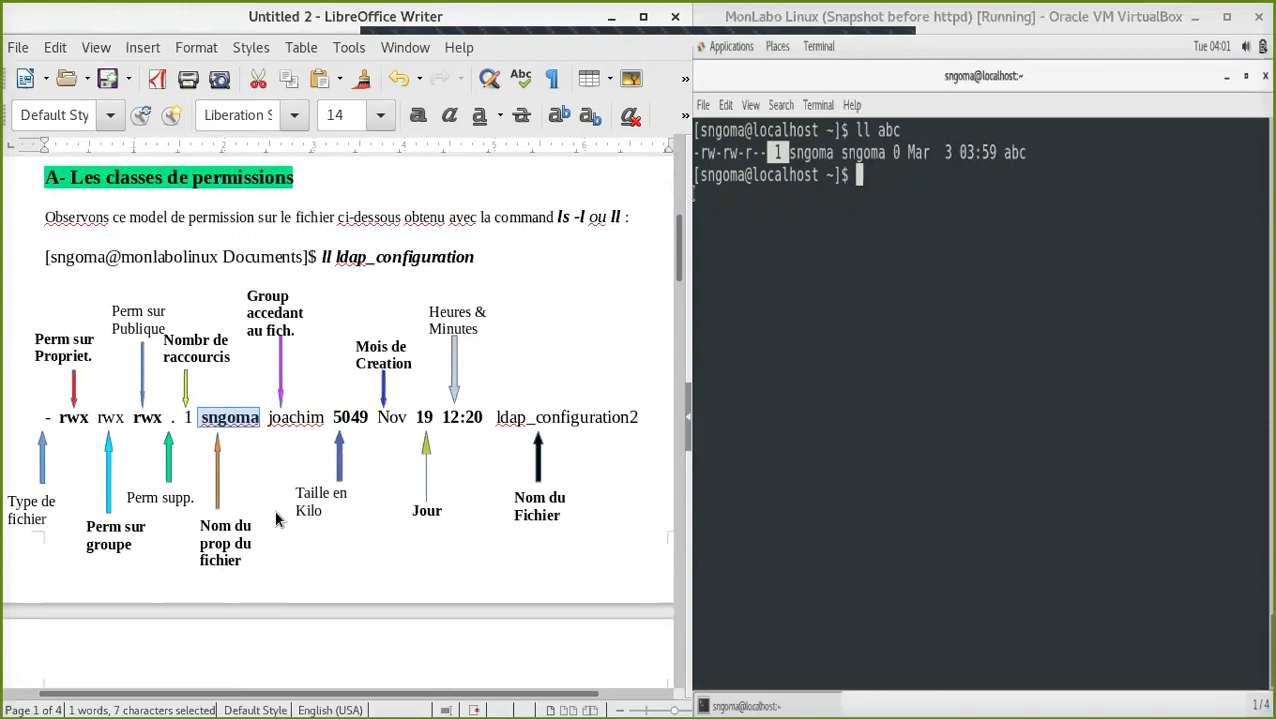 Untitled 2 - LibreOffice Writer
File Edit View Insert Format Styles Table Tools Window Help
Default Sty Liberation S 14
1 2 3 4 5 6
A- Les classes de permissions
Observons ce model de permission sur le fichier ci-dessous obtenu avec la command ls -l ou ll :
[sngoma@monlabolinux Documents]$ ll ldap_configuration
Perm sur
Propriet.
Perm sur
Publique
Nombr de
raccourcis
Group
accedant
au fich.
Mois de
Creation
Heures &
Minutes
- rwx rwx rwx . 1 sngoma joachim 5049 Nov 19 12:20 ldap_configuration2
Type de
fichier
Perm sur
groupe
Perm supp.
Nom du
prop du
fichier
Taille en
Kilo
Jour
Nom du
Fichier
Page 1 of 4 1 words, 7 characters selected Default Style English (USA)
MonLabo Linux (Snapshot before httpd) [Running] - Oracle VM VirtualBox
Applications Places Terminal Tue 04:01
sngoma@localhost:~
File Edit View Search Terminal Help
[sngoma@localhost ~]$ ll abc
-rw-rw-r-- 1 sngoma sngoma 0 Mar  3 03:59 abc
[sngoma@localhost ~]$
sngoma@localhost:~ 1 / 4